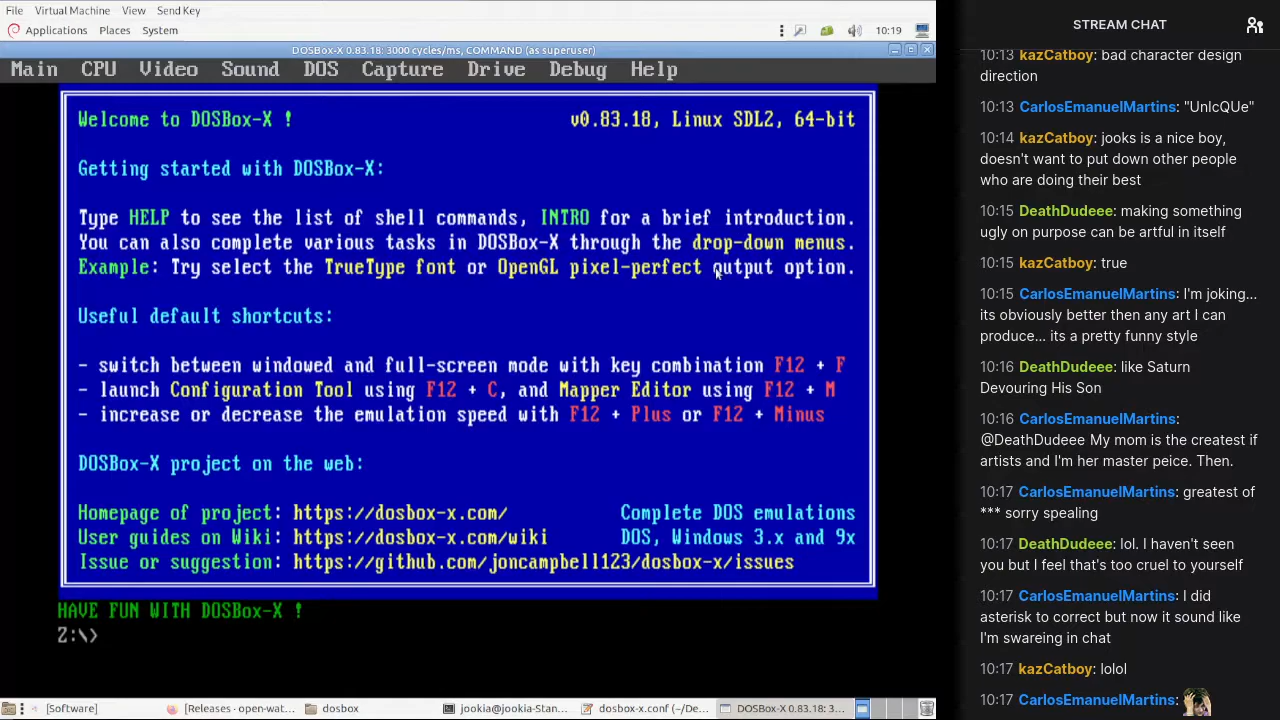 File Virtual Machine View Send Key
Applications Places System 10:19
DOSBox-X 0.83.18: 3000 cycles/ms, COMMAND (as superuser)
Main CPU Video Sound DOS Capture Drive Debug Help
Welcome to DOSBox-X ! v0.83.18, Linux SDL2, 64-bit
Getting started with DOSBox-X:
Type HELP to see the list of shell commands, INTRO for a brief introduction.
You can also complete various tasks in DOSBox-X through the drop-down menus.
Example: Try select the TrueType font or OpenGL pixel-perfect output option.
Useful default shortcuts:
- switch between windowed and full-screen mode with key combination F12 + F
- launch Configuration Tool using F12 + C, and Mapper Editor using F12 + M
- increase or decrease the emulation speed with F12 + Plus or F12 + Minus
DOSBox-X project on the web:
Homepage of project: https://dosbox-x.com/ Complete DOS emulations
User guides on Wiki: https://dosbox-x.com/wiki DOS, Windows 3.x and 9x
Issue or suggestion: https://github.com/joncampbell123/dosbox-x/issues
HAVE FUN WITH DOSBox-X !
Z:\>
[Software] [Releases - open-wat... dosbox jookia@jookia-Stan... dosbox-x.conf (~/De... DOSBox-X 0.83.18: 3...
STREAM CHAT
10:13 kazCatboy: bad character design
direction
10:13 CarlosEmanuelMartins: "UnIcQUe"
10:14 kazCatboy: jooks is a nice boy,
doesn't want to put down other people
who are doing their best
10:15 DeathDudeee: making something
ugly on purpose can be artful in itself
10:15 kazCatboy: true
10:15 CarlosEmanuelMartins: I'm joking...
its obviously better then any art I can
produce... its a pretty funny style
10:16 DeathDudeee: like Saturn
Devouring His Son
10:16 CarlosEmanuelMartins:
@DeathDudeee My mom is the createst if
artists and I'm her master peice. Then.
10:17 CarlosEmanuelMartins: greatest of
*** sorry spealing
10:17 DeathDudeee: lol. I haven't seen
you but I feel that's too cruel to yourself
10:17 CarlosEmanuelMartins: I did
asterisk to correct but now it sound like
I'm swareing in chat
10:17 kazCatboy: lolol
10:17 CarlosEmanuelMartins: